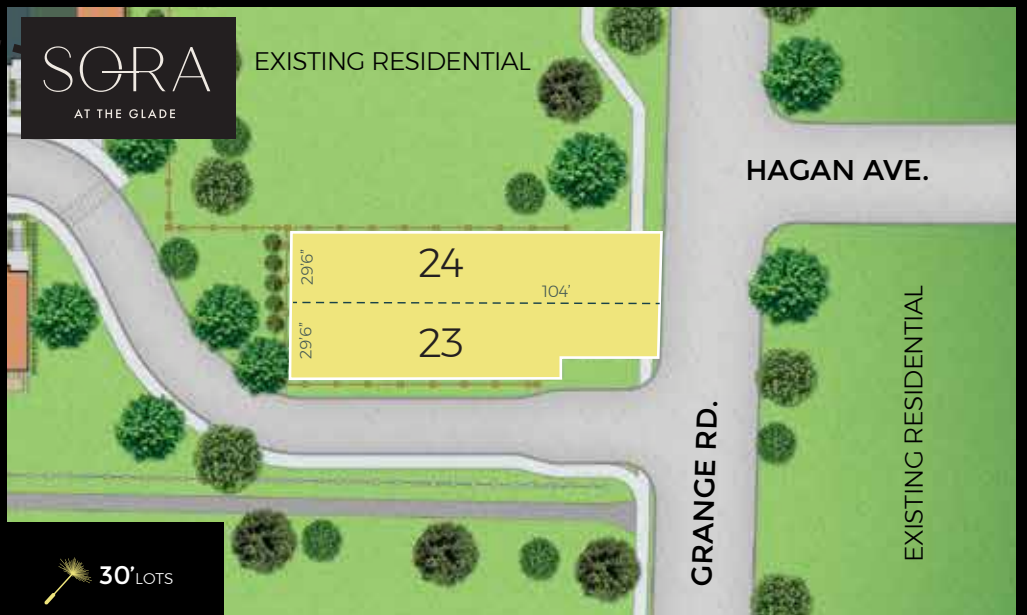 SORA
AT THE GLADE
EXISTING RESIDENTIAL
HAGAN AVE.
29'6"
24
104'
29'6"
23
GRANGE RD.
EXISTING RESIDENTIAL
30' LOTS